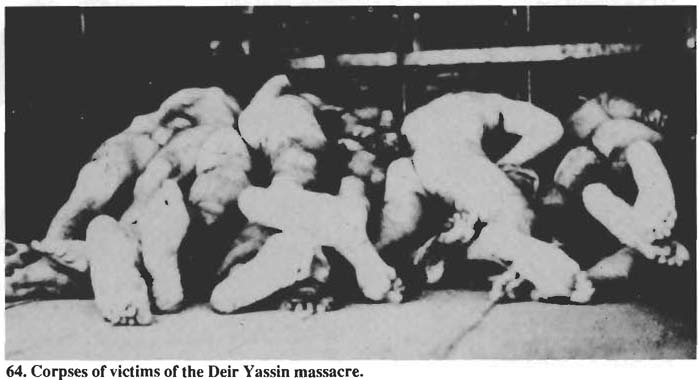 64. Corpses of victims of the Deir Yassin massacre.